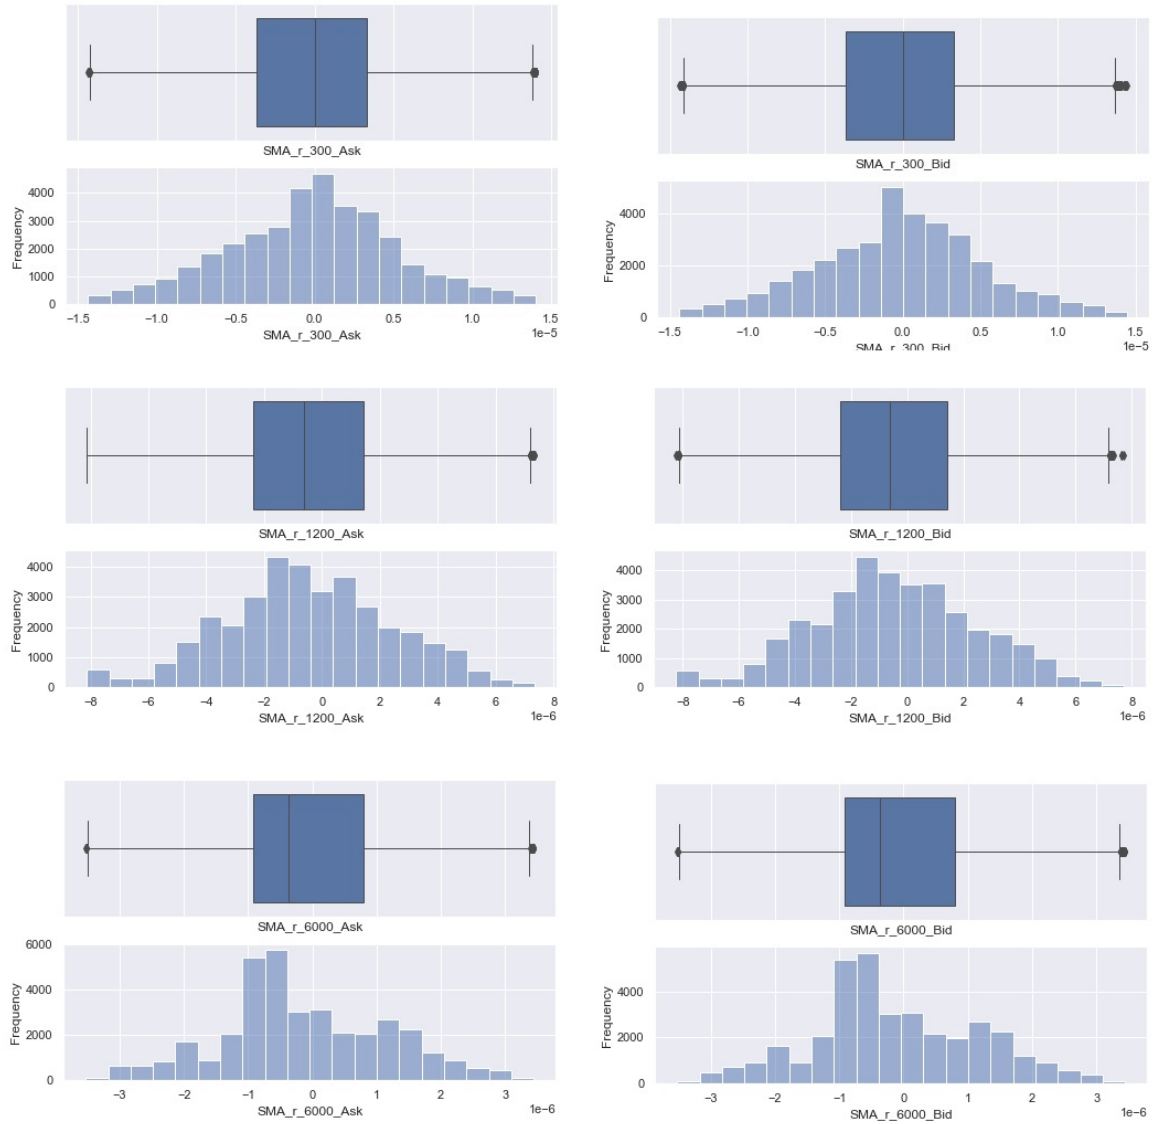 SMA_r_300_Ask
4000
3000
2000
1000
0
Frequency
−1.5 −1.0 −0.5 0.0 0.5 1.0 1.5
1e−5
SMA_r_300_Ask
SMA_r_300_Bid
4000
2000
0
Frequency
−1.5 −1.0 −0.5 0.0 0.5 1.0 1.5
SMA_r_300_Bid
1e−5
SMA_r_1200_Ask
4000
3000
2000
1000
0
Frequency
−8 −6 −4 −2 0 2 4 6 8
SMA_r_1200_Ask
1e−6
SMA_r_1200_Bid
4000
3000
2000
1000
0
Frequency
−8 −6 −4 −2 0 2 4 6 8
SMA_r_1200_Bid
1e−6
SMA_r_6000_Ask
6000
4000
2000
0
Frequency
−3 −2 −1 0 1 2 3
SMA_r_6000_Ask
1e−6
SMA_r_6000_Bid
4000
2000
0
Frequency
−3 −2 −1 0 1 2 3
SMA_r_6000_Bid
1e−6